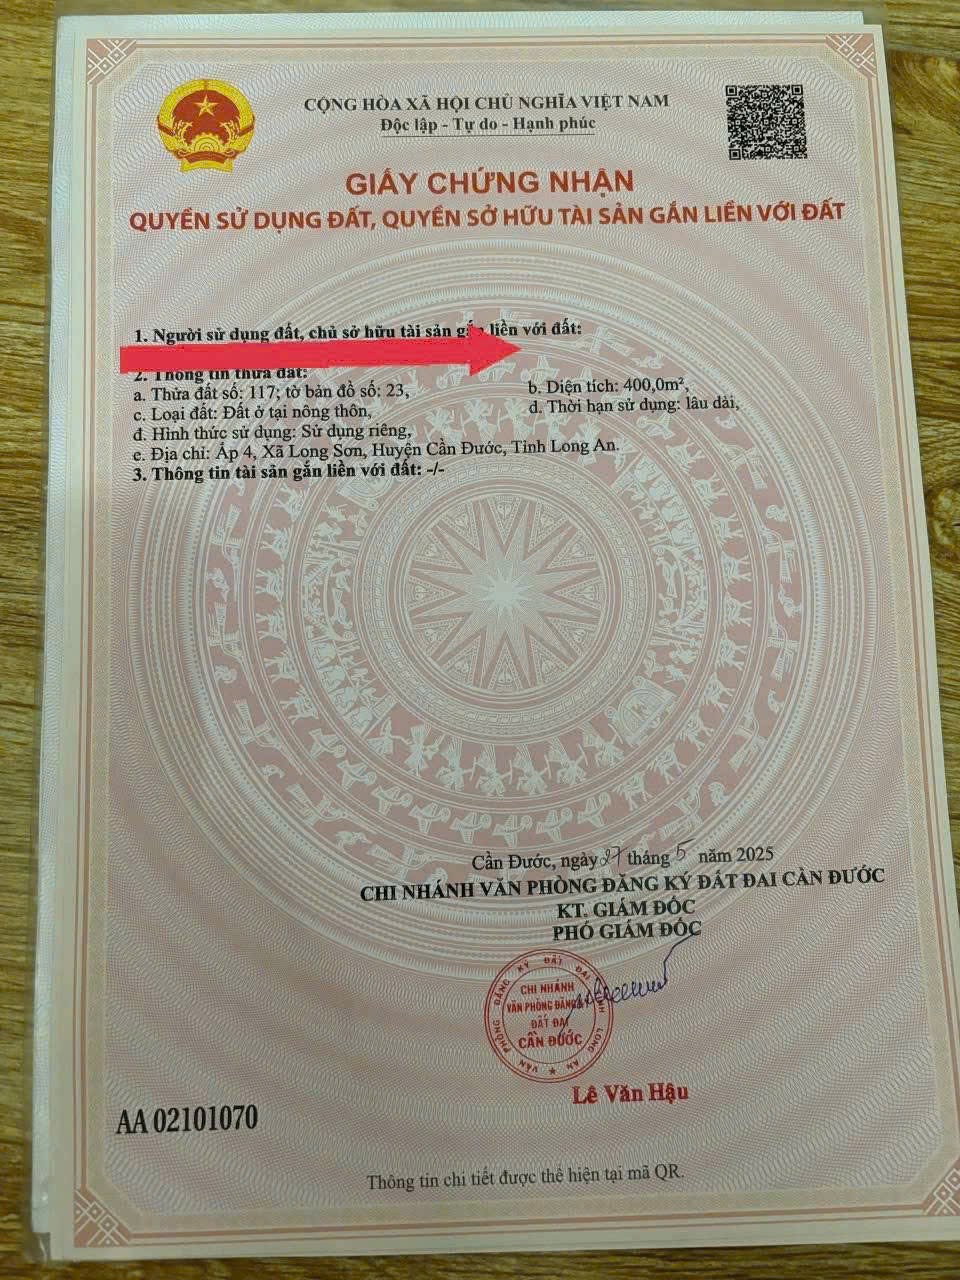 CỘNG HÒA XÃ HỘI CHỦ NGHĨA VIỆT NAM
Độc lập - Tự do - Hạnh phúc
GIẤY CHỨNG NHẬN
QUYỀN SỬ DỤNG ĐẤT, QUYỀN SỞ HỮU TÀI SẢN GẮN LIỀN VỚI ĐẤT
1. Người sử dụng đất, chủ sở hữu tài sản gắn liền với đất:
2. Thông tin thửa đất:
a. Thửa đất số: 117; tờ bản đồ số: 23, b. Diện tích: 400,0m²,
c. Loại đất: Đất ở tại nông thôn, d. Thời hạn sử dụng: lâu dài,
đ. Hình thức sử dụng: Sử dụng riêng,
e. Địa chỉ: Ấp 4, Xã Long Sơn, Huyện Cần Đước, Tỉnh Long An.
3. Thông tin tài sản gắn liền với đất: -/-
Cần Đước, ngày 27 tháng 5 năm 2025
CHI NHÁNH VĂN PHÒNG ĐĂNG KÝ ĐẤT ĐAI CẦN ĐƯỚC
KT. GIÁM ĐỐC
PHÓ GIÁM ĐỐC
VĂN PHÒNG ĐĂNG KÝ ĐẤT ĐAI TỈNH LONG AN
CHI NHÁNH
VĂN PHÒNG ĐĂNG
ĐẤT ĐAI
CẦN ĐƯỚC
Lê Văn Hậu
AA 02101070
Thông tin chi tiết được thể hiện tại mã QR.